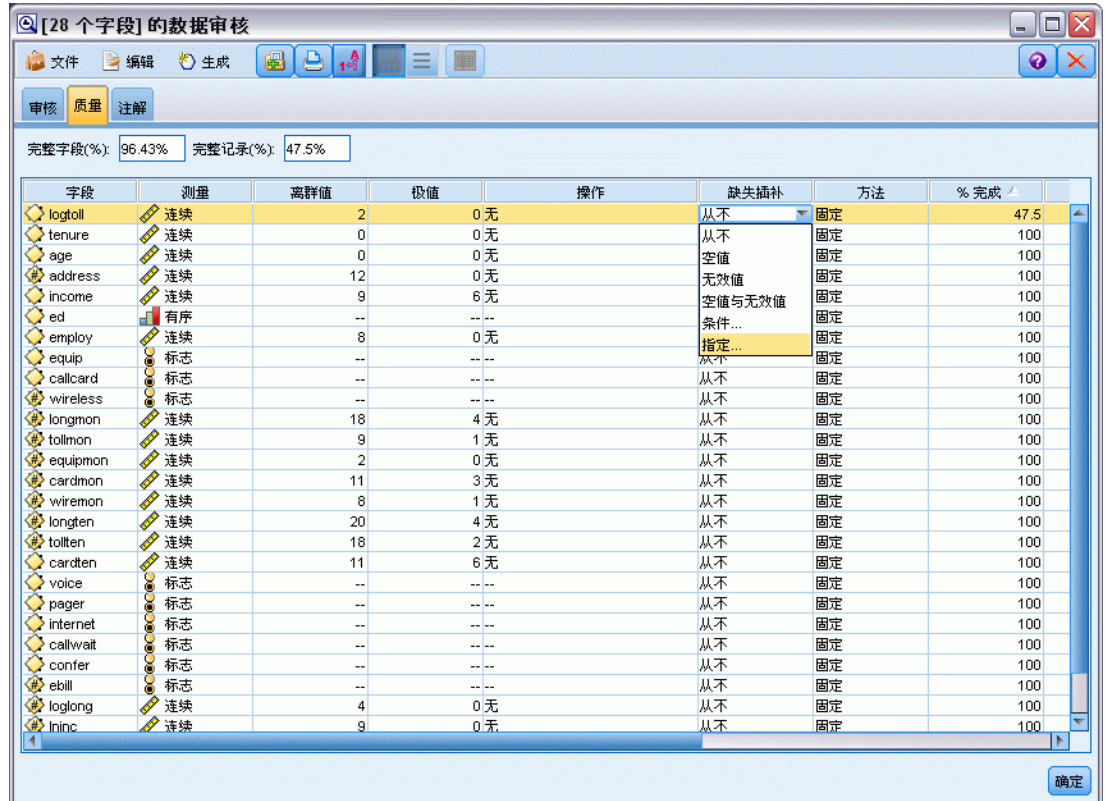 [28 个字段] 的数据审核
文件 编辑 生成
审核 质量 注解
完整字段(%): 96.43% 完整记录(%): 47.5%
字段 测量 离群值 极值 操作 缺失插补 方法 % 完成
logtoll 连续 2 0 无 从不 固定 47.5
tenure 连续 0 0 无 从不 固定 100
age 连续 0 0 无 空值 固定 100
address 连续 12 0 无 无效值 固定 100
income 连续 9 6 无 空值与无效值 固定 100
ed 有序 -- -- -- 条件... 固定 100
employ 连续 8 0 无 指定... 固定 100
equip 标志 -- -- -- 从不 固定 100
callcard 标志 -- -- -- 从不 固定 100
wireless 标志 -- -- -- 从不 固定 100
longmon 连续 18 4 无 从不 固定 100
tollmon 连续 9 1 无 从不 固定 100
equipmon 连续 2 0 无 从不 固定 100
cardmon 连续 11 3 无 从不 固定 100
wiremon 连续 8 1 无 从不 固定 100
longten 连续 20 4 无 从不 固定 100
tollten 连续 18 2 无 从不 固定 100
cardten 连续 11 6 无 从不 固定 100
voice 标志 -- -- -- 从不 固定 100
pager 标志 -- -- -- 从不 固定 100
internet 标志 -- -- -- 从不 固定 100
callwait 标志 -- -- -- 从不 固定 100
confer 标志 -- -- -- 从不 固定 100
ebill 标志 -- -- -- 从不 固定 100
loglong 连续 4 0 无 从不 固定 100
lninc 连续 9 0 无 从不 固定 100
确定